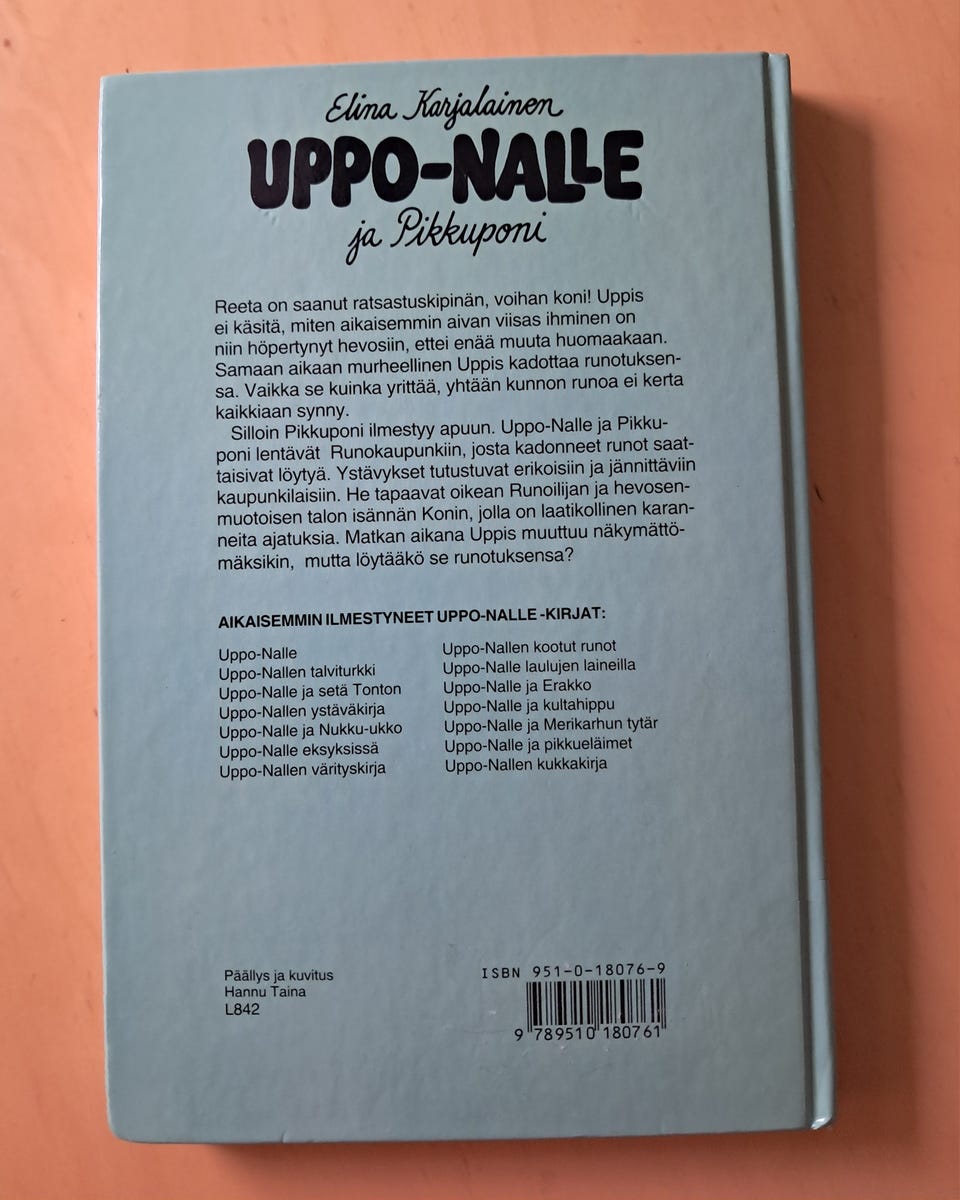 Elina Karjalainen
UPPO-NALLE
ja Pikkuponi
Reeta on saanut ratsastuskipinän, voihan koni! Uppis
ei käsitä, miten aikaisemmin aivan viisas ihminen on
niin höpertynyt hevosiin, ettei enää muuta huomaakaan.
Samaan aikaan murheellinen Uppis kadottaa runotuksen-
sa. Vaikka se kuinka yrittää, yhtään kunnon runoa ei kerta
kaikkiaan synny.
Silloin Pikkuponi ilmestyy apuun. Uppo-Nalle ja Pikku-
poni lentävät Runokaupunkiin, josta kadonneet runot saat-
taisivat löytyä. Ystävykset tutustuvat erikoisiin ja jännittäviin
kaupunkilaisiin. He tapaavat oikean Runoilijan ja hevosen-
muotoisen talon isännän Konin, jolla on laatikollinen karan-
neita ajatuksia. Matkan aikana Uppis muuttuu näkymättö-
mäksikin, mutta löytääkö se runotuksensa?
AIKAISEMMIN ILMESTYNEET UPPO-NALLE -KIRJAT:
Uppo-Nalle
Uppo-Nallen talviturkki
Uppo-Nalle ja setä Tonton
Uppo-Nallen ystäväkirja
Uppo-Nalle ja Nukku-ukko
Uppo-Nalle eksyksissä
Uppo-Nallen värityskirja
Uppo-Nallen kootut runot
Uppo-Nalle laulujen laineilla
Uppo-Nalle ja Erakko
Uppo-Nalle ja kultahippu
Uppo-Nalle ja Merikarhun tytär
Uppo-Nalle ja pikkueläimet
Uppo-Nallen kukkakirja
Päällys ja kuvitus
Hannu Taina
L842
ISBN 951-0-18076-9
9 789510 180761